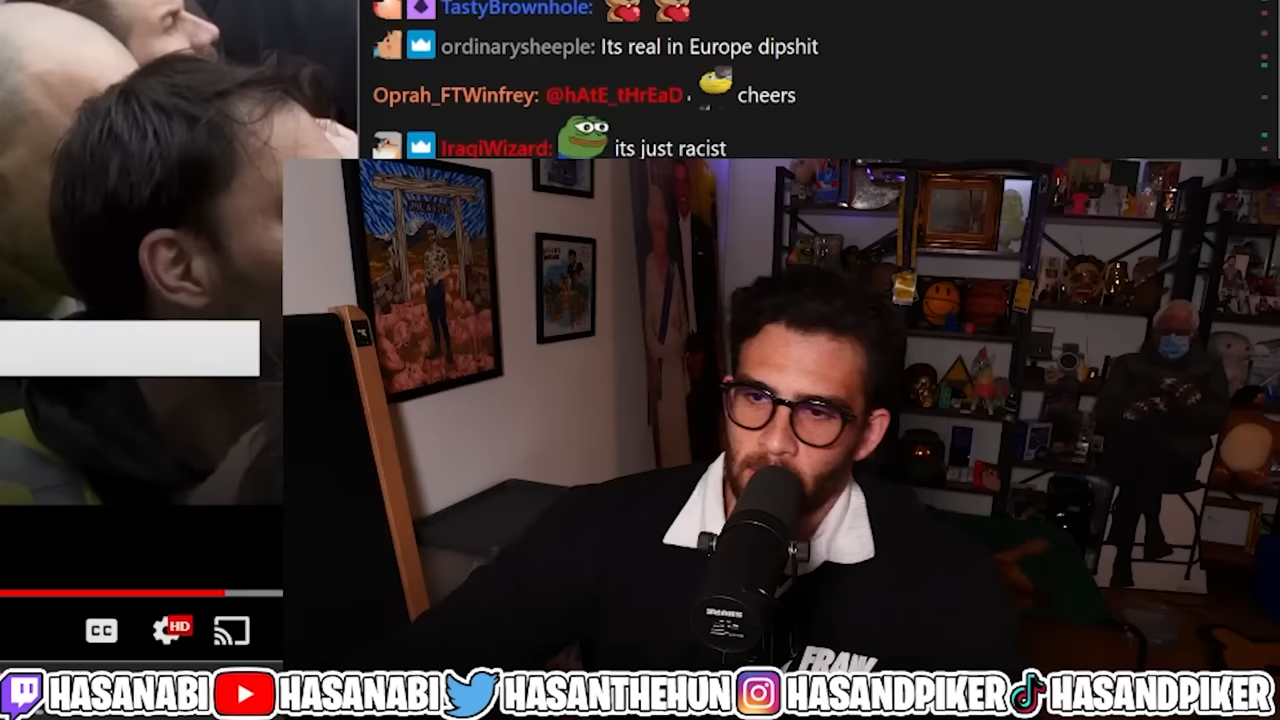 TastyBrownhole:
ordinarysheeple: Its real in Europe dipshit
Oprah_FTWinfrey: @hAtE_tHrEaD , cheers
IraqiWizard: its just racist
CC
HD
HASANABI HASANABI HASANTHEHUN HASANDPIKER HASANDPIKER